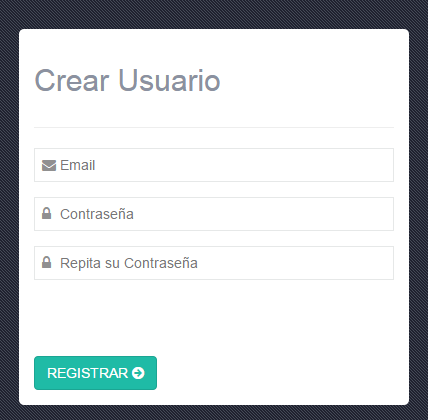 Crear Usuario
Email
Contraseña
Repita su Contraseña
REGISTRAR